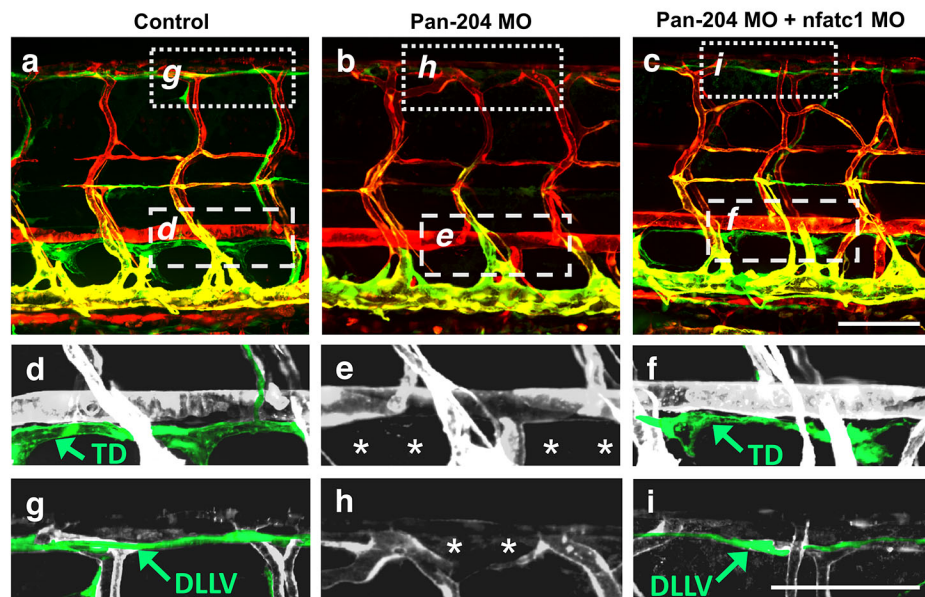 Control
Pan-204 MO
Pan-204 MO + nfatc1 MO
a
g
d
b
h
e
c
i
f
d
TD
e
* * * *
f
TD
g
DLLV
h
* *
i
DLLV